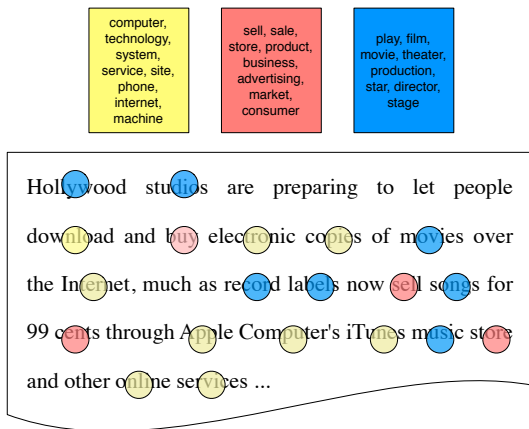 computer,
technology,
system,
service, site,
phone,
internet,
machine
sell, sale,
store, product,
business,
advertising,
market,
consumer
play, film,
movie, theater,
production,
star, director,
stage
Hollywood studios are preparing to let people
download and buy electronic copies of movies over
the Internet, much as record labels now sell songs for
99 cents through Apple Computer's iTunes music store
and other online services ...